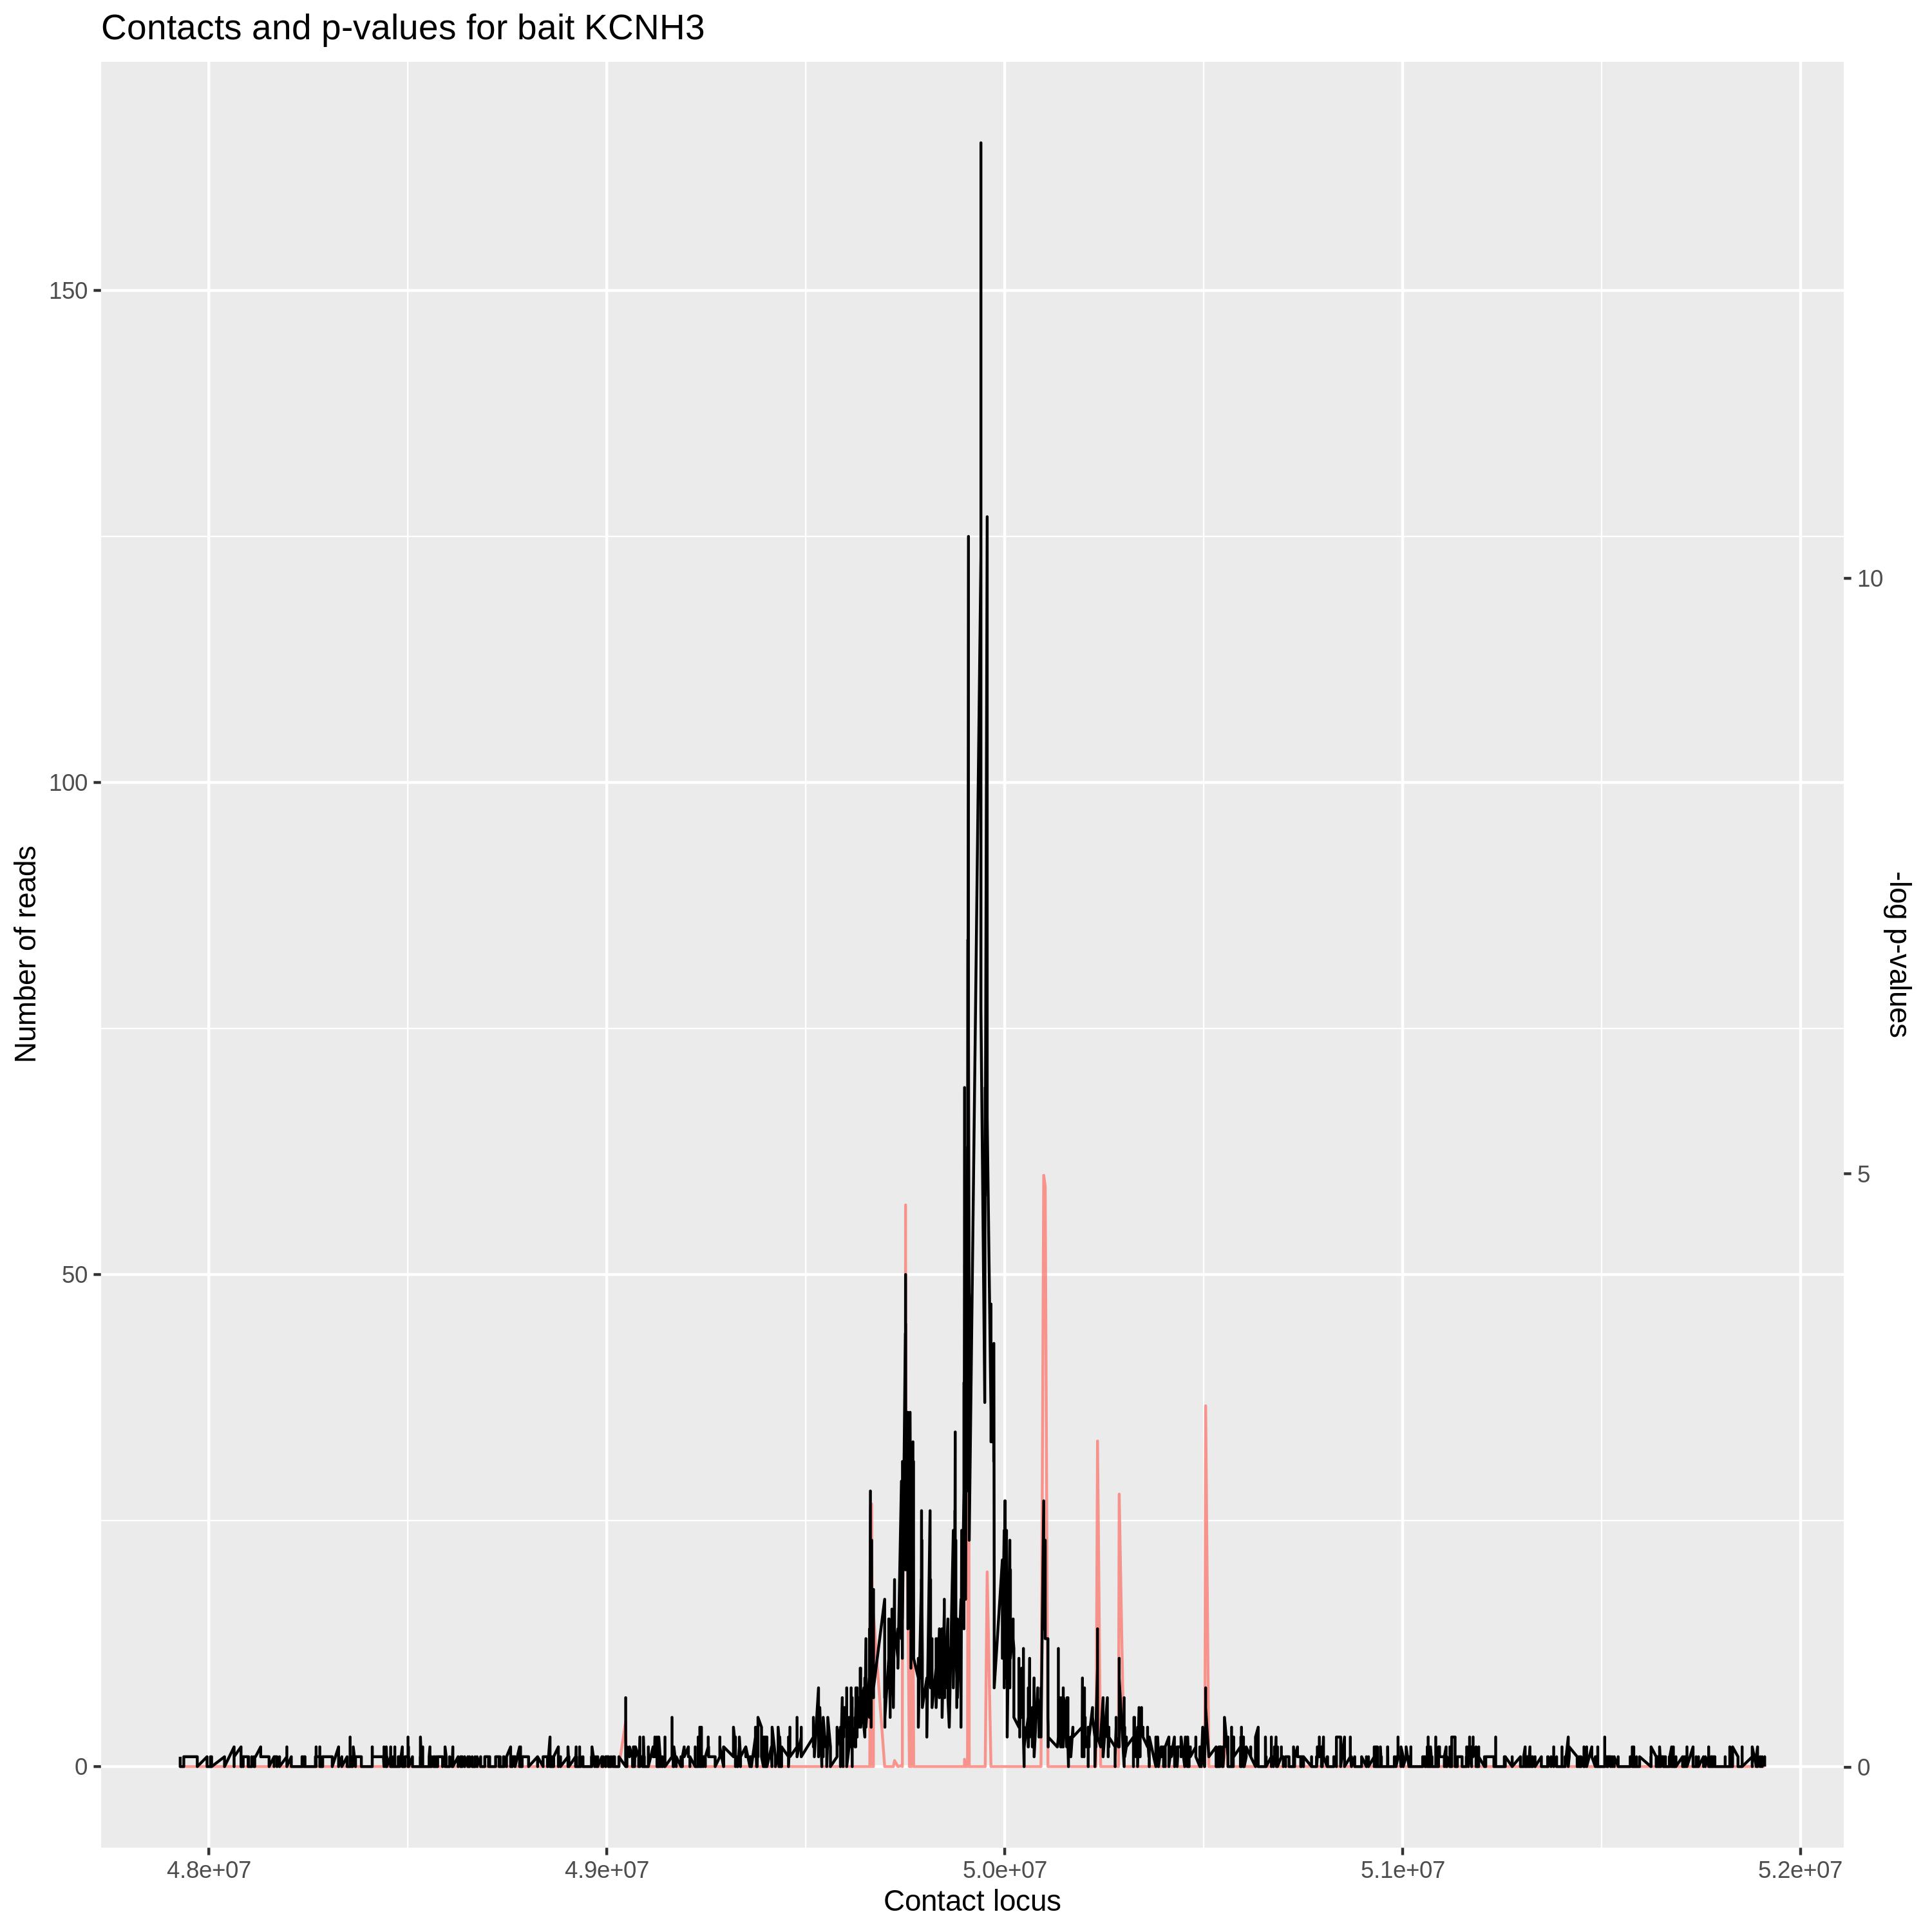 Contacts and p-values for bait KCNH3
150
100
50
0
Number of reads
10
5
0
-log p-values
4.8e+07
4.9e+07
5.0e+07
5.1e+07
5.2e+07
Contact locus